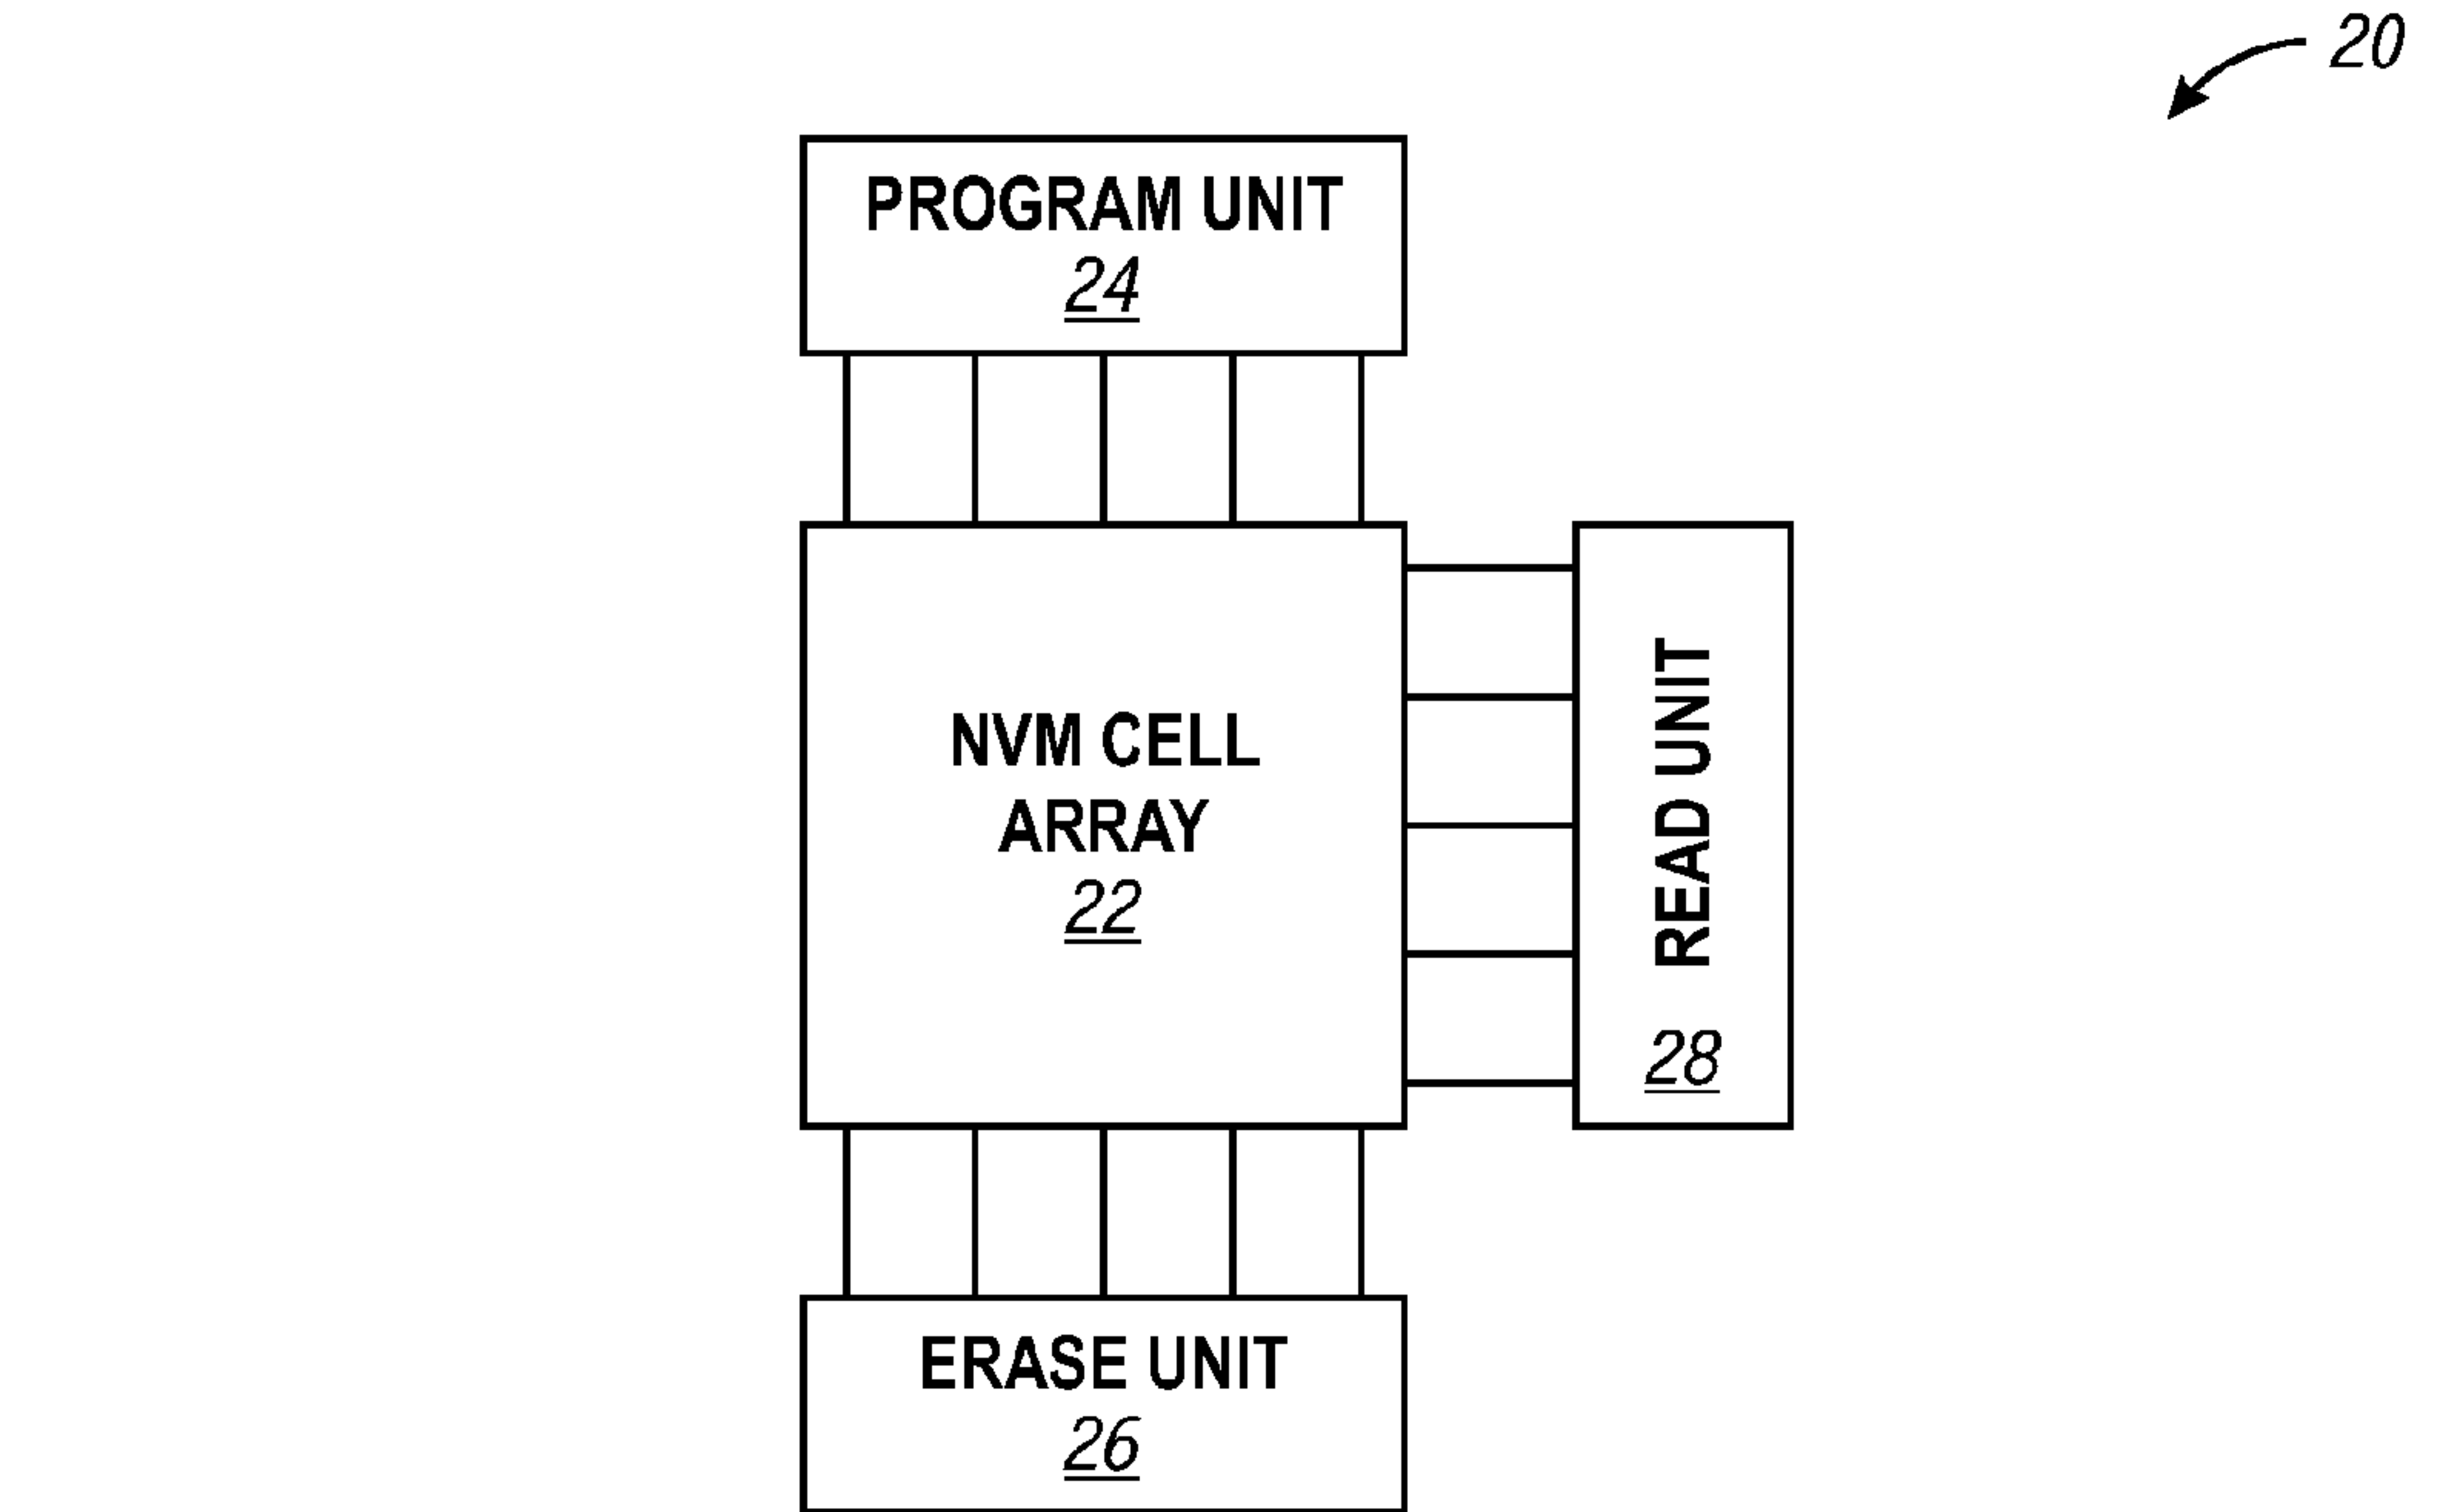 20
PROGRAM UNIT
24
NVM CELL
ARRAY
22
READ UNIT
28
ERASE UNIT
26